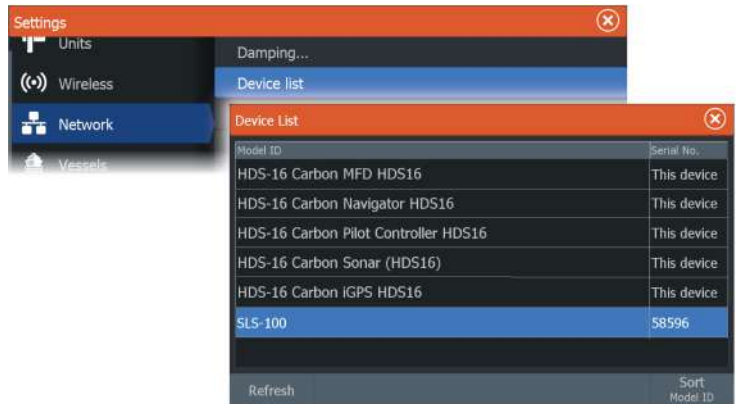 Settings
Units
Damping...
Wireless
Device list
Network
Device List
Vessels
Model ID Serial No.
HDS-16 Carbon MFD HDS16 This device
HDS-16 Carbon Navigator HDS16 This device
HDS-16 Carbon Pilot Controller HDS16 This device
HDS-16 Carbon Sonar (HDS16) This device
HDS-16 Carbon iGPS HDS16 This device
SLS-100 58596
Refresh Sort
Model ID